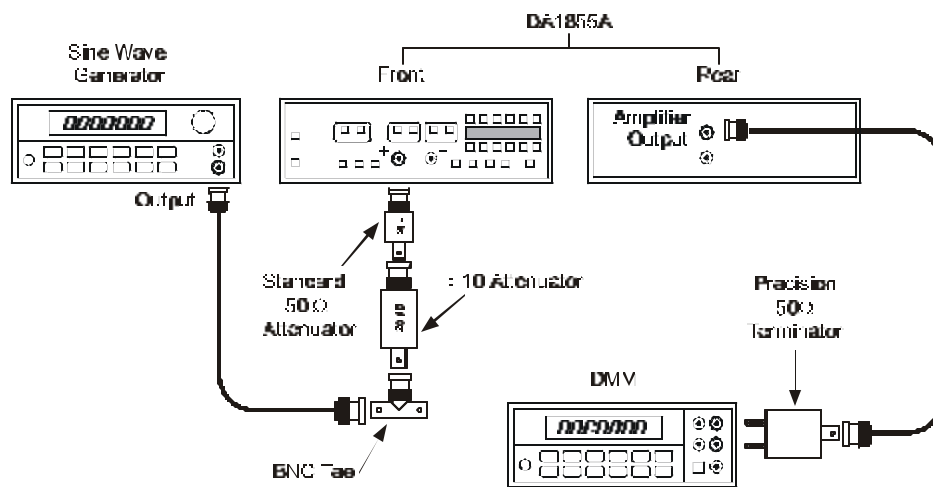 DA1855A
Sine Wave
Generator
Front
Rear
Amplifier
Output
+
−
Output
Standard
50Ω
Attenuator
÷10 Attenuator
Precision
50Ω
Terminator
DMM
BNC Tee